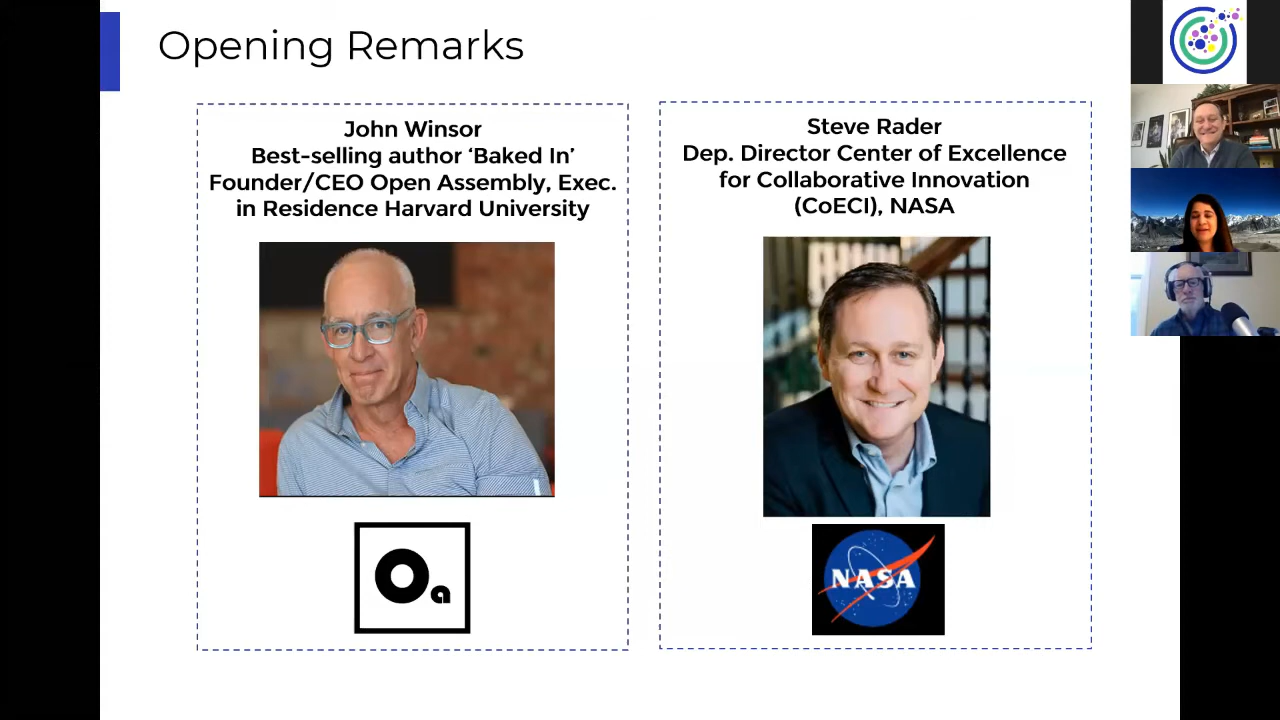 Opening Remarks
John Winsor
Best-selling author ‘Baked In’
Founder/CEO Open Assembly, Exec.
in Residence Harvard University
Steve Rader
Dep. Director Center of Excellence
for Collaborative Innovation
(CoECI), NASA
Oa
NASA